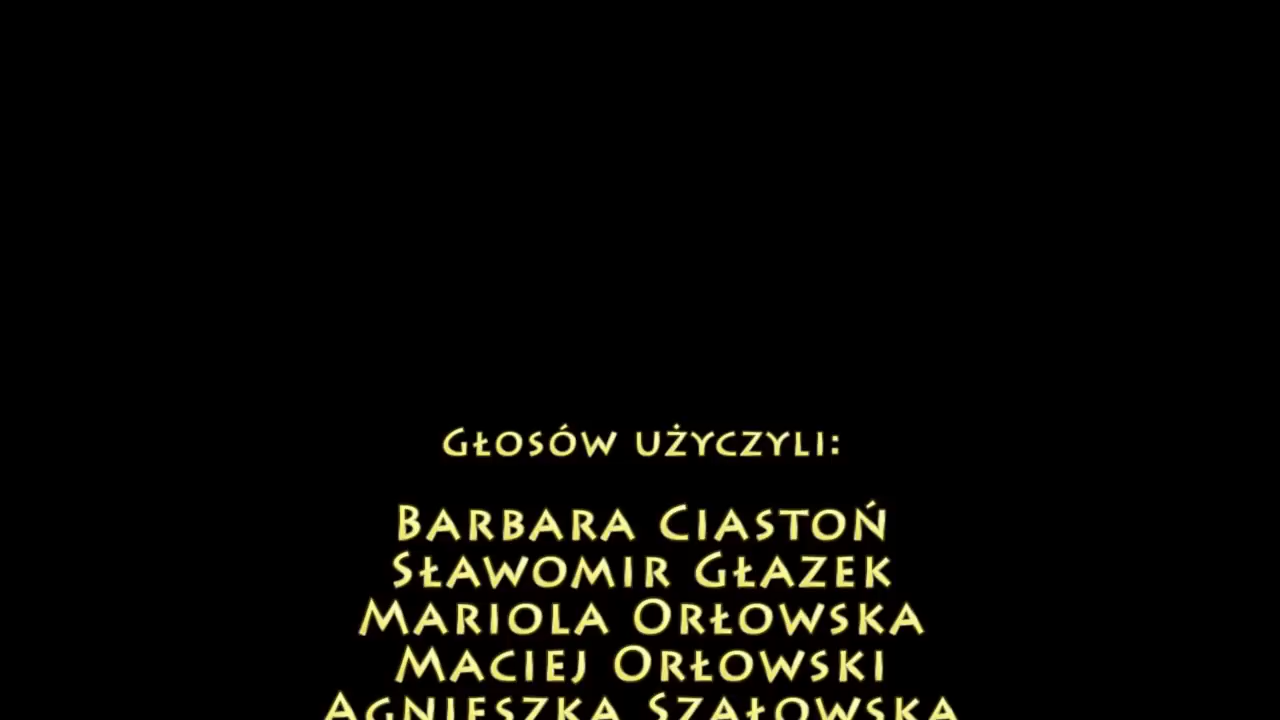 Głosów użyczyli:
Barbara Ciastoń
Sławomir Głazek
Mariola Orłowska
Maciej Orłowski
Agnieszka Szałowska